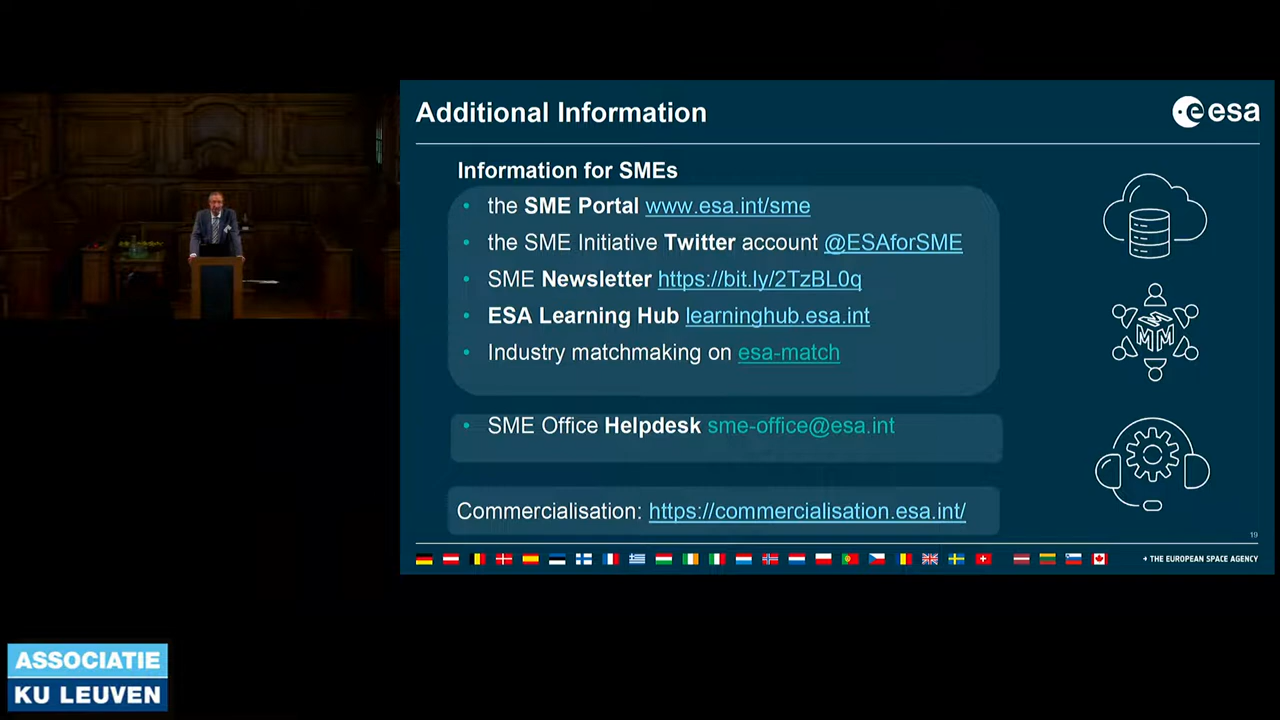 Additional Information
esa
Information for SMEs
• the SME Portal www.esa.int/sme
• the SME Initiative Twitter account @ESAforSME
• SME Newsletter https://bit.ly/2TzBL0q
• ESA Learning Hub learninghub.esa.int
• Industry matchmaking on esa-match
• SME Office Helpdesk sme-office@esa.int
Commercialisation: https://commercialisation.esa.int/
19
→ THE EUROPEAN SPACE AGENCY
ASSOCIATIE
KU LEUVEN